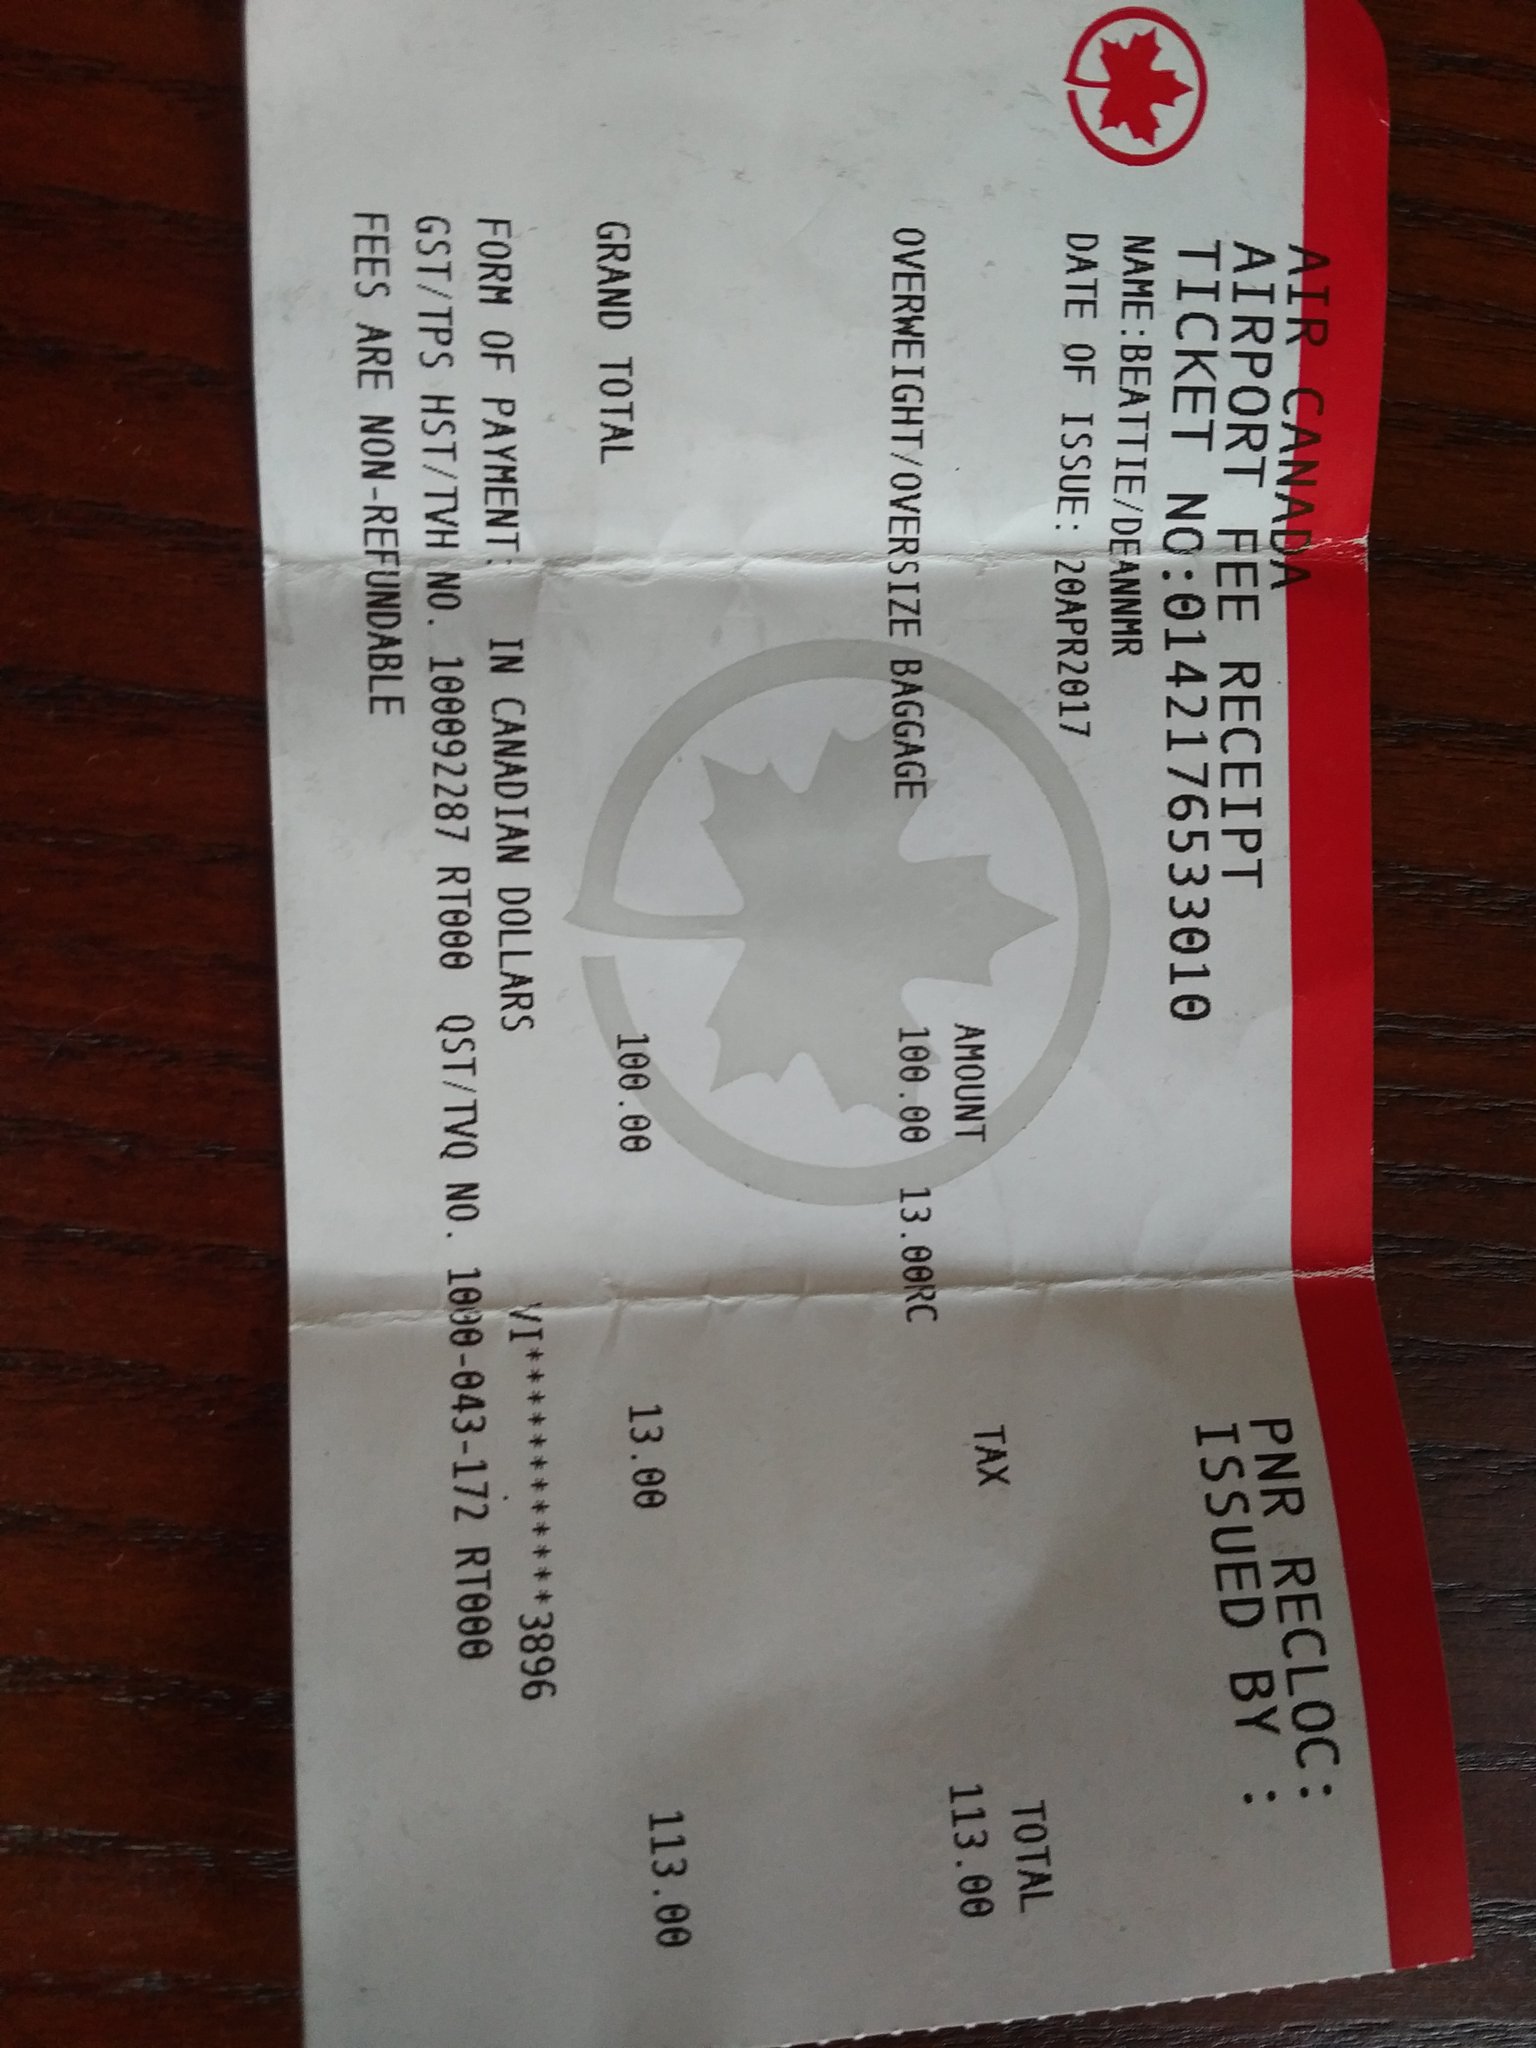 AIR CANADA
AIRPORT FEE RECEIPT PNR RECLOC:
TICKET NO:0142176533010 ISSUED BY :
NAME:BEATTIE/DEANNMR
DATE OF ISSUE: 20APR2017
AMOUNT TAX TOTAL
OVERWEIGHT/OVERSIZE BAGGAGE 100.00 13.00RC 113.00
GRAND TOTAL 100.00 13.00 113.00
FORM OF PAYMENT: IN CANADIAN DOLLARS VI************3896
GST/TPS HST/TVH NO. 10009 2287 RT000 QST/TVQ NO. 1000-043-172 RT000
FEES ARE NON-REFUNDABLE